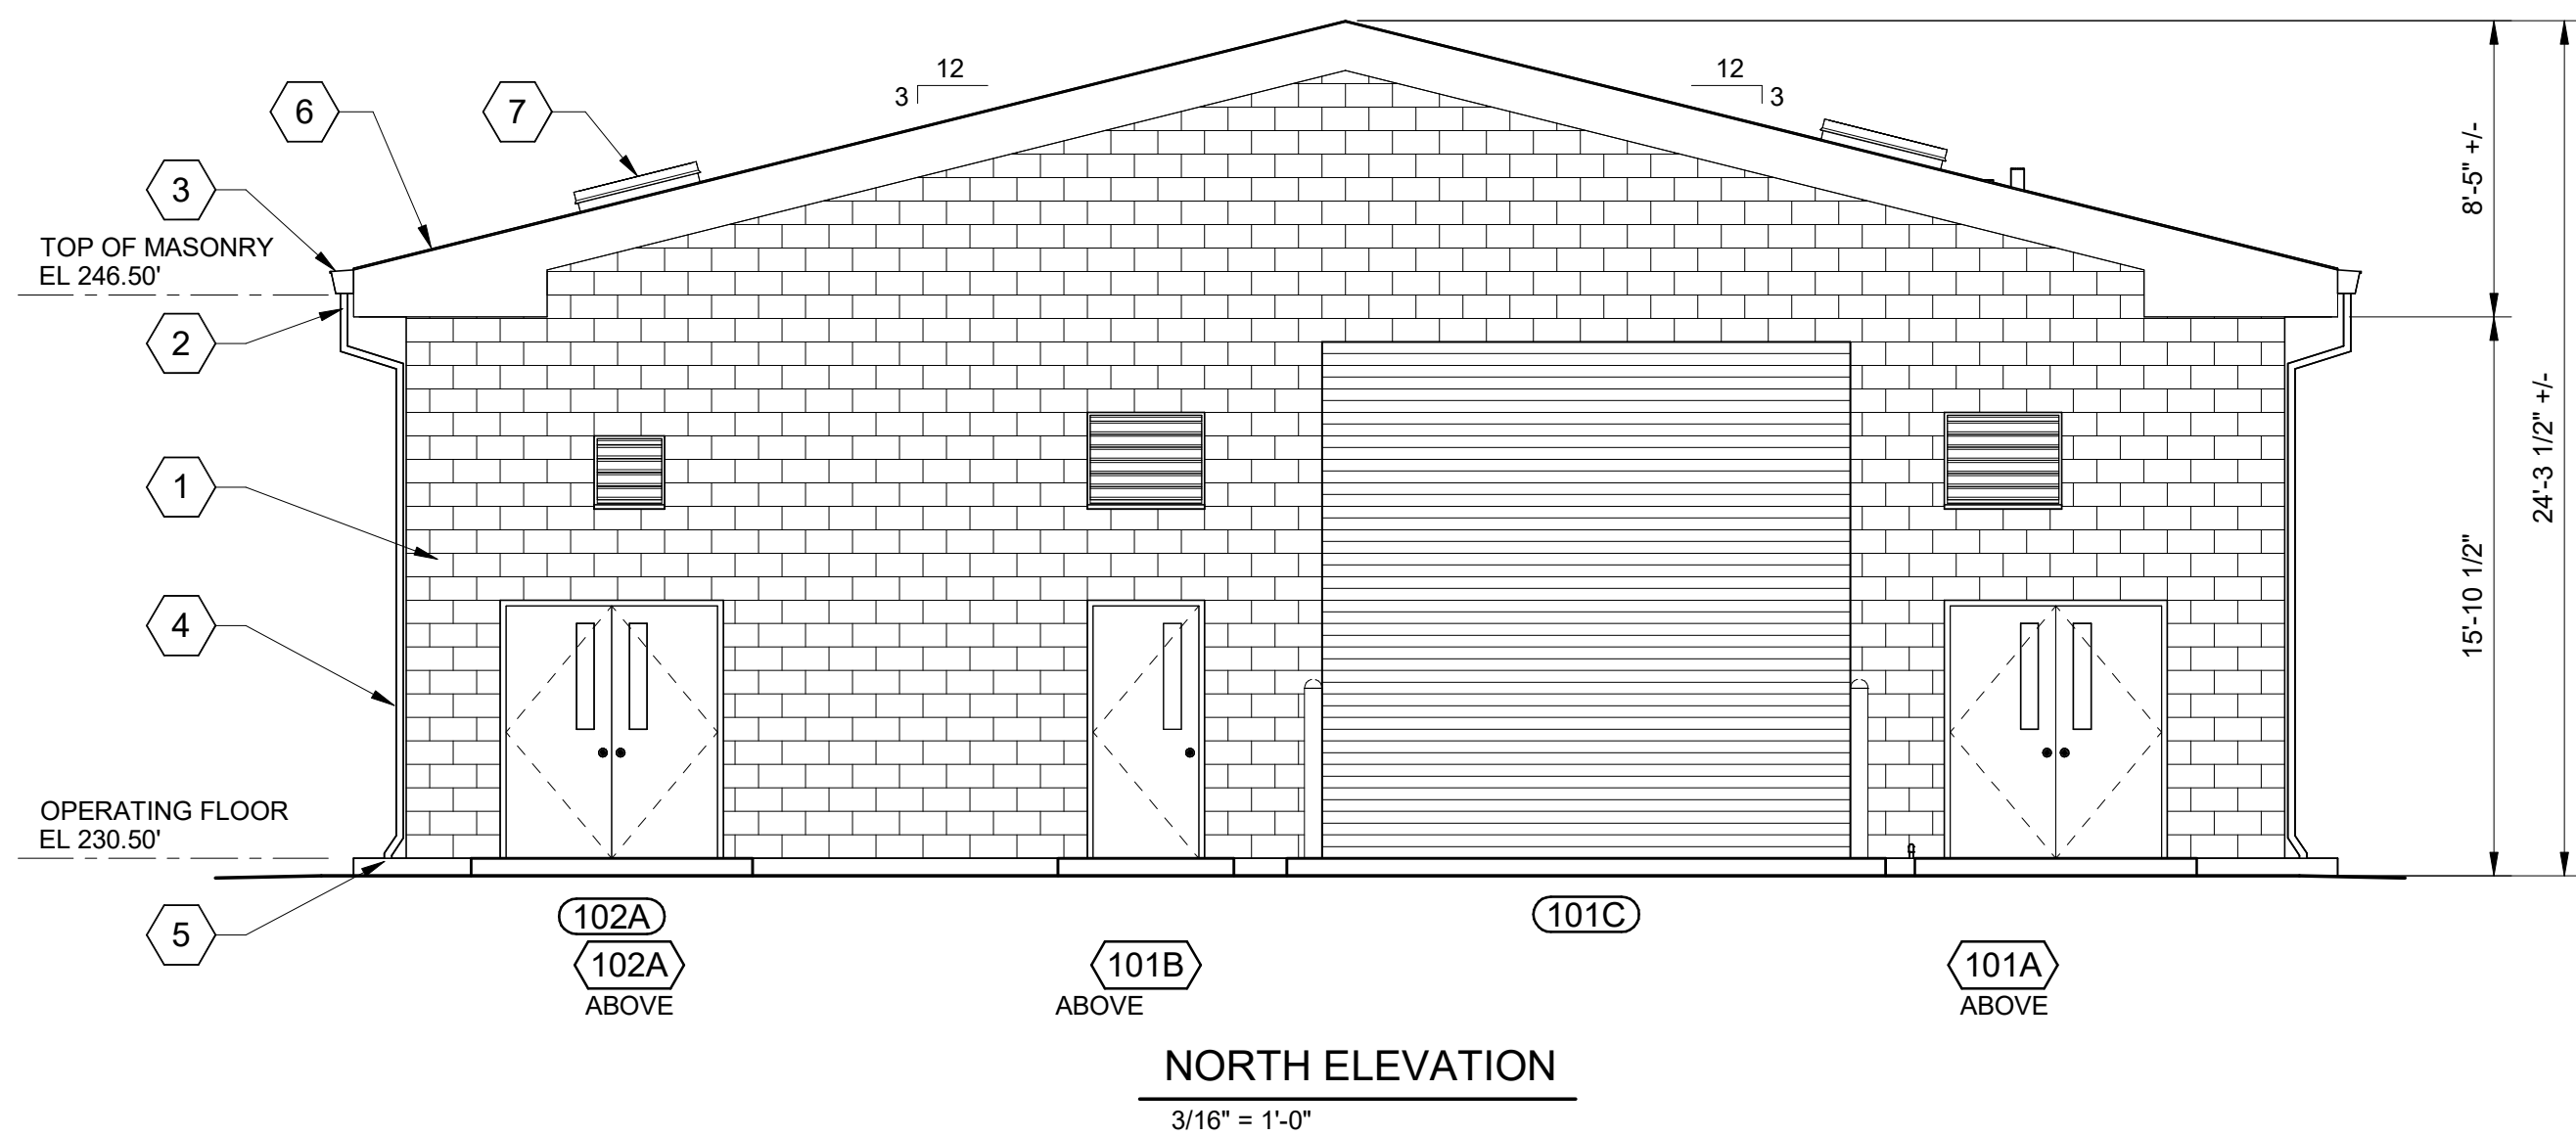 12
3
12
3
6
7
3
TOP OF MASONRY
EL 246.50'
2
8'-5" +/-
1
24'-3 1/2" +/-
15'-10 1/2"
4
OPERATING FLOOR
EL 230.50'
5
102A
101C
102A
ABOVE
101B
ABOVE
101A
ABOVE
NORTH ELEVATION
3/16" = 1'-0"